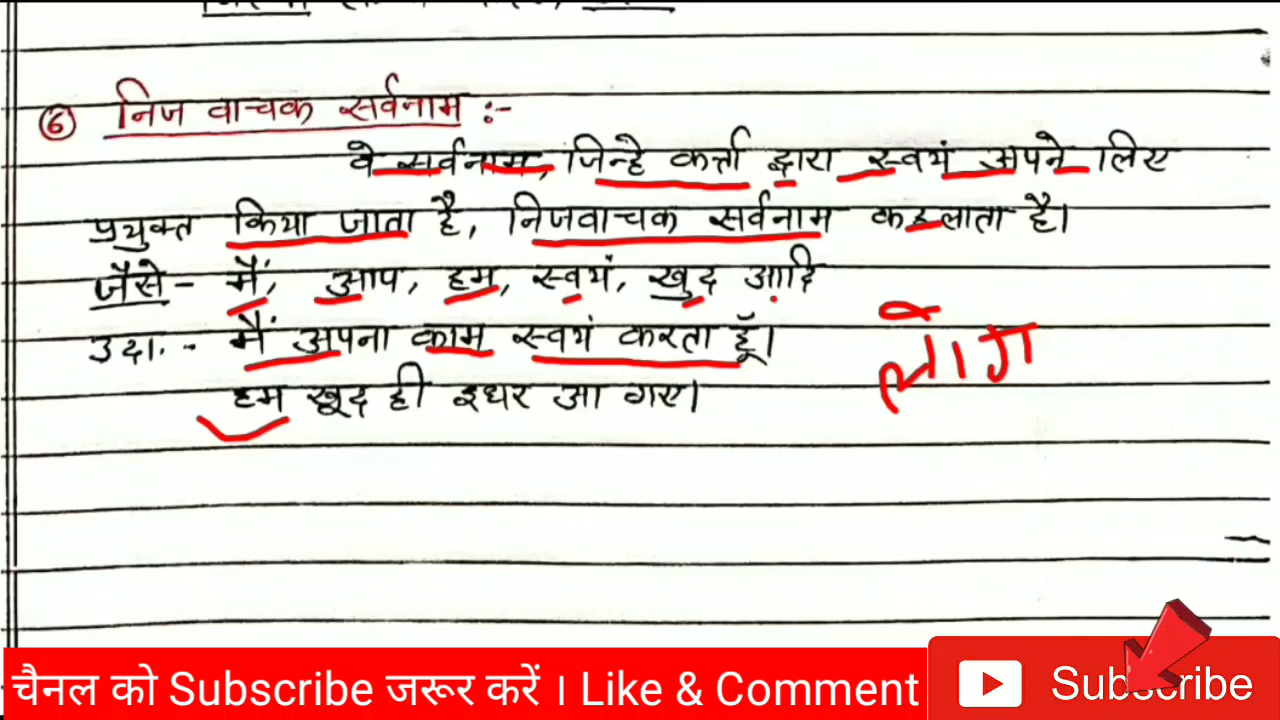 ⑥ निज वाचक सर्वनाम :-
वे सर्वनाम, जिन्हे कर्त्ता द्वारा स्वयं अपने लिए
प्रयुक्त किया जाता है, निजवाचक सर्वनाम कहलाता है।
जैसे - मैं, आप, हम, स्वयं, खुद आदि
उदा. - मैं अपना काम स्वयं करता हूँ।
हम खूद ही इधर आ गए।
चैनल को Subscribe जरूर करें । Like & Comment
Subscribe